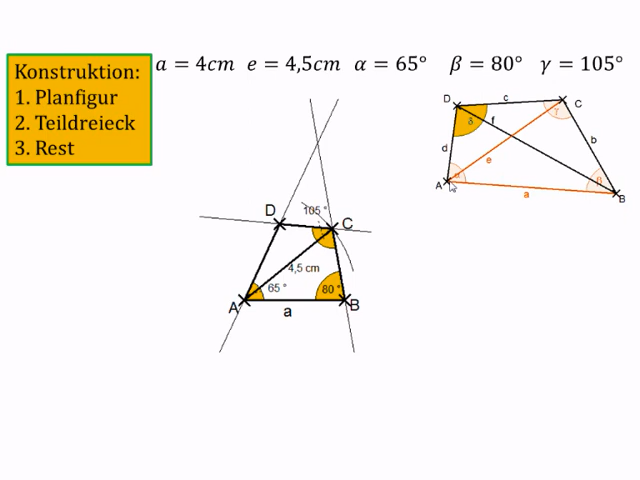 Konstruktion:
1. Planfigur
2. Teildreieck
3. Rest
a = 4cm e = 4,5cm α = 65° β = 80° γ = 105°
D c C
δ f γ
d e b
A α β
a B
D 105° C
4,5 cm
65° 80°
A a B